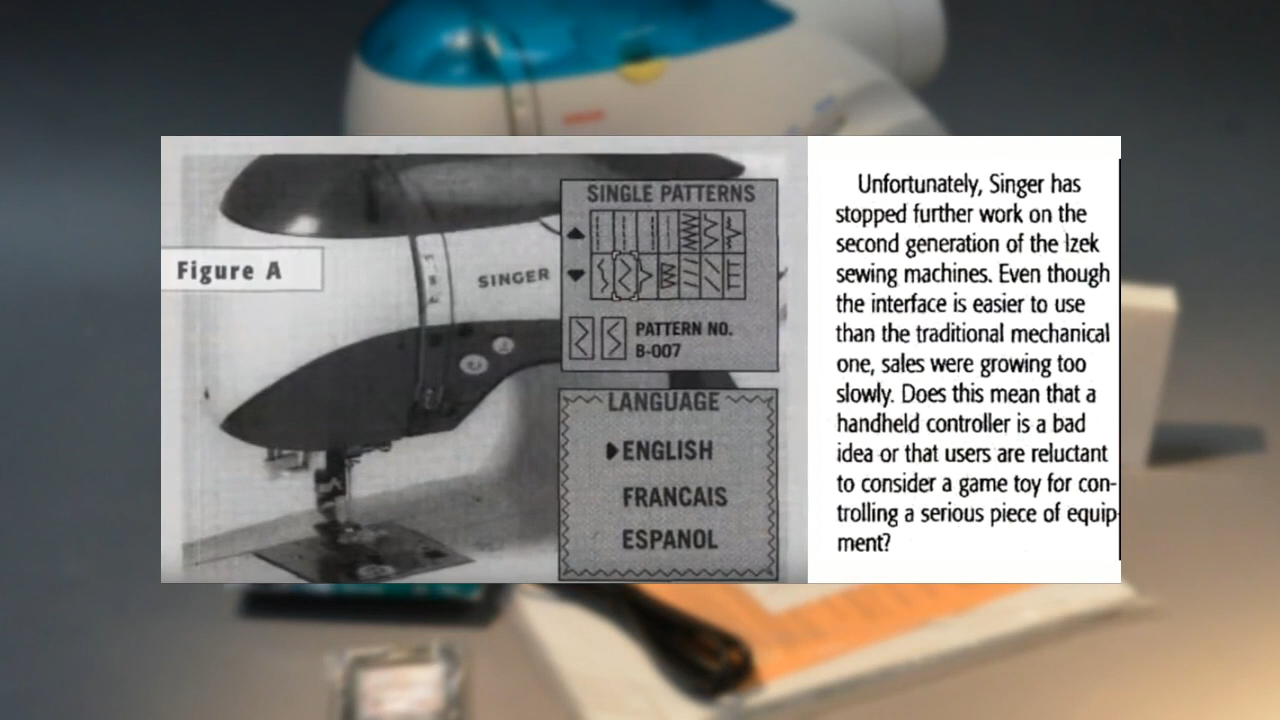 Figure A
SINGER
SINGLE PATTERNS
PATTERN NO.
B-007
LANGUAGE
ENGLISH
FRANCAIS
ESPANOL
Unfortunately, Singer has
stopped further work on the
second generation of the Izek
sewing machines. Even though
the interface is easier to use
than the traditional mechanical
one, sales were growing too
slowly. Does this mean that a
handheld controller is a bad
idea or that users are reluctant
to consider a game toy for con-
trolling a serious piece of equip-
ment?